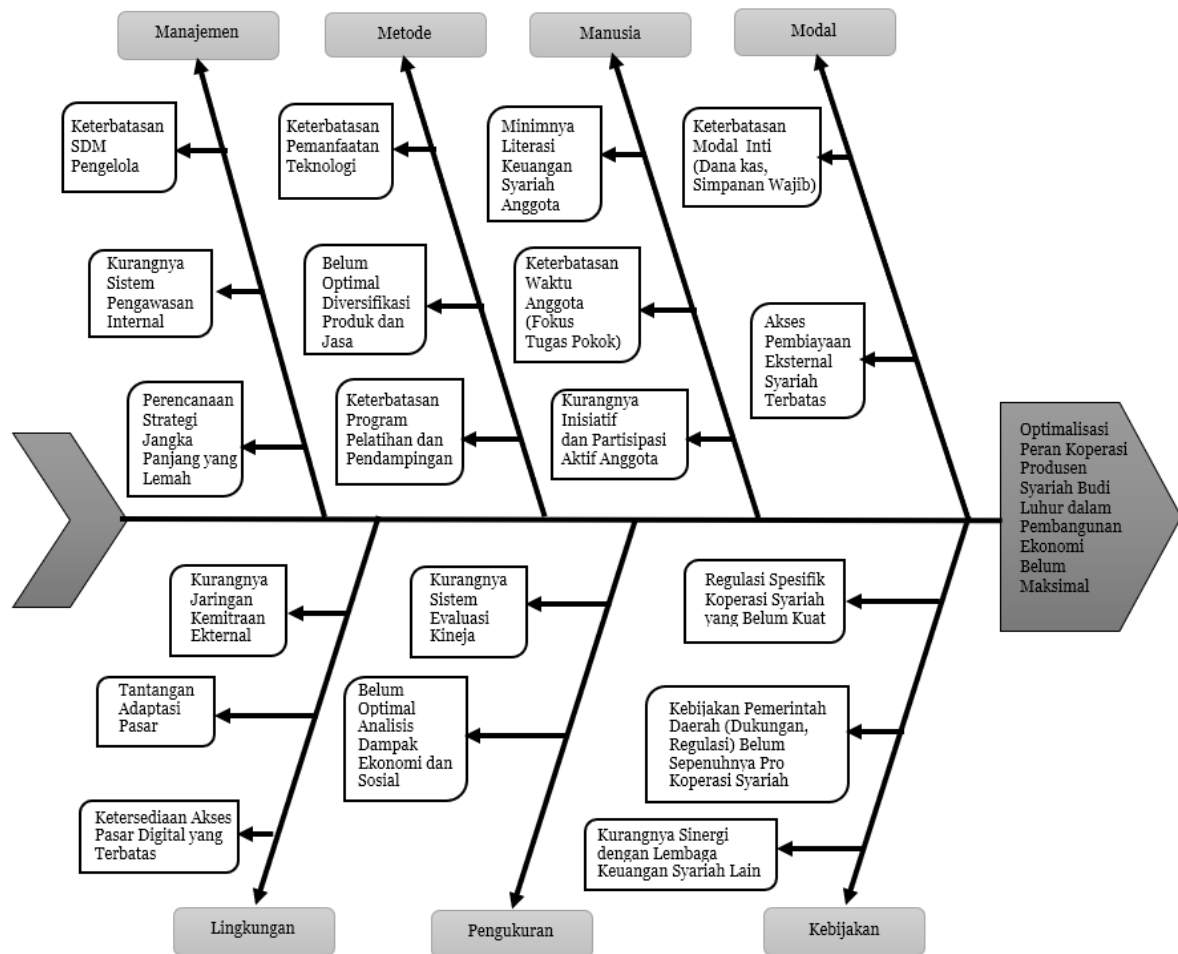 Manajemen
Metode
Manusia
Modal
Keterbatasan
SDM
Pengelola
Keterbatasan
Pemanfaatan
Teknologi
Minimnya
Literasi
Keuangan
Syariah
Anggota
Keterbatasan
Modal Inti
(Dana kas,
Simpanan Wajib)
Kurangnya
Sistem
Pengawasan
Internal
Belum
Optimal
Diversifikasi
Produk dan
Jasa
Keterbatasan
Waktu
Anggota
(Fokus
Tugas Pokok)
Akses
Pembiayaan
Eksternal
Syariah
Terbatas
Perencanaan
Strategi
Jangka
Panjang yang
Lemah
Keterbatasan
Program
Pelatihan dan
Pendampingan
Kurangnya
Inisiatif
dan Partisipasi
Aktif Anggota
Optimalisasi
Peran Koperasi
Produsen
Syariah Budi
Luhur dalam
Pembangunan
Ekonomi
Belum
Maksimal
Kurangnya
Jaringan
Kemitraan
Ekternal
Kurangnya
Sistem
Evaluasi
Kineja
Regulasi Spesifik
Koperasi Syariah
yang Belum Kuat
Tantangan
Adaptasi
Pasar
Belum
Optimal
Analisis
Dampak
Ekonomi dan
Sosial
Kebijakan Pemerintah
Daerah (Dukungan,
Regulasi) Belum
Sepenuhnya Pro
Koperasi Syariah
Ketersediaan Akses
Pasar Digital yang
Terbatas
Kurangnya Sinergi
dengan Lembaga
Keuangan Syariah Lain
Lingkungan
Pengukuran
Kebijakan